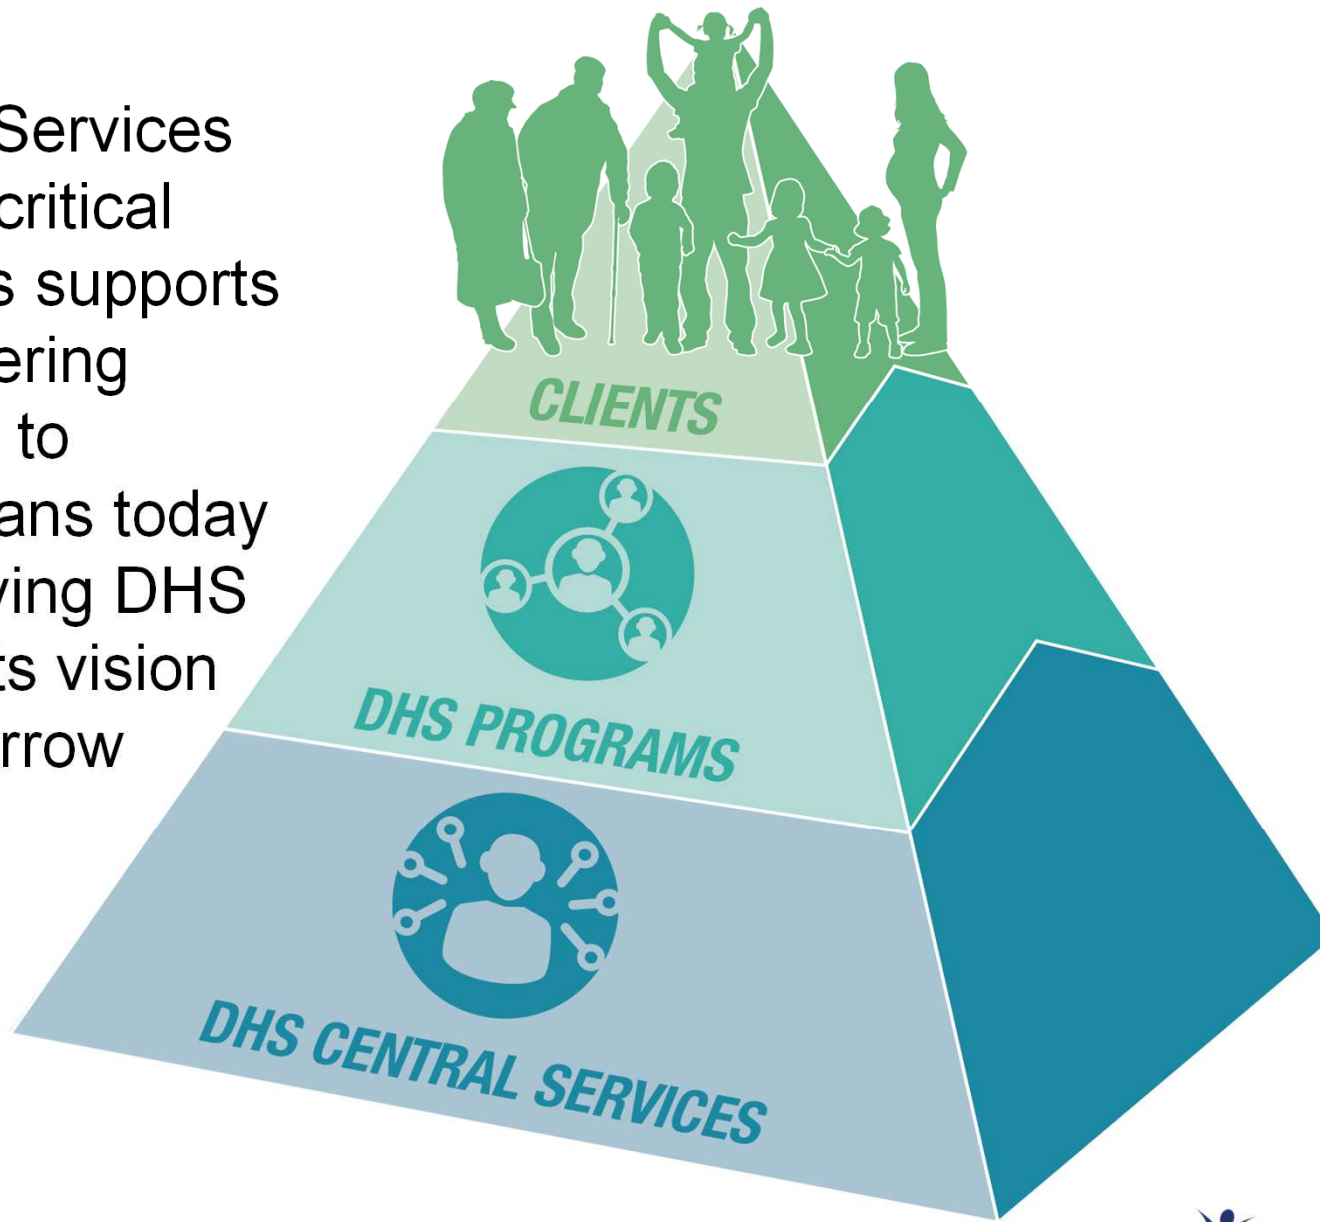 Services
critical
s supports
ering
to
ans today
ving DHS
ts vision
rrow
CLIENTS
DHS PROGRAMS
DHS CENTRAL SERVICES